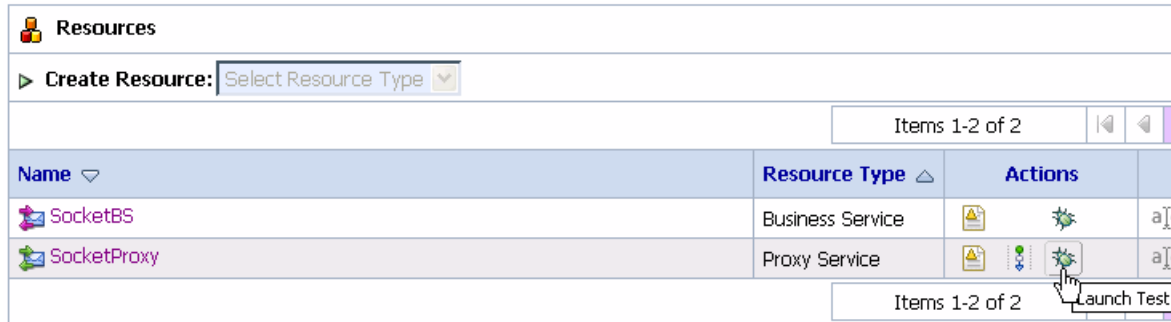 Resources
Create Resource: Select Resource Type
Items 1-2 of 2
Name Resource Type Actions
SocketBS Business Service
SocketProxy Proxy Service
Launch Test
Items 1-2 of 2